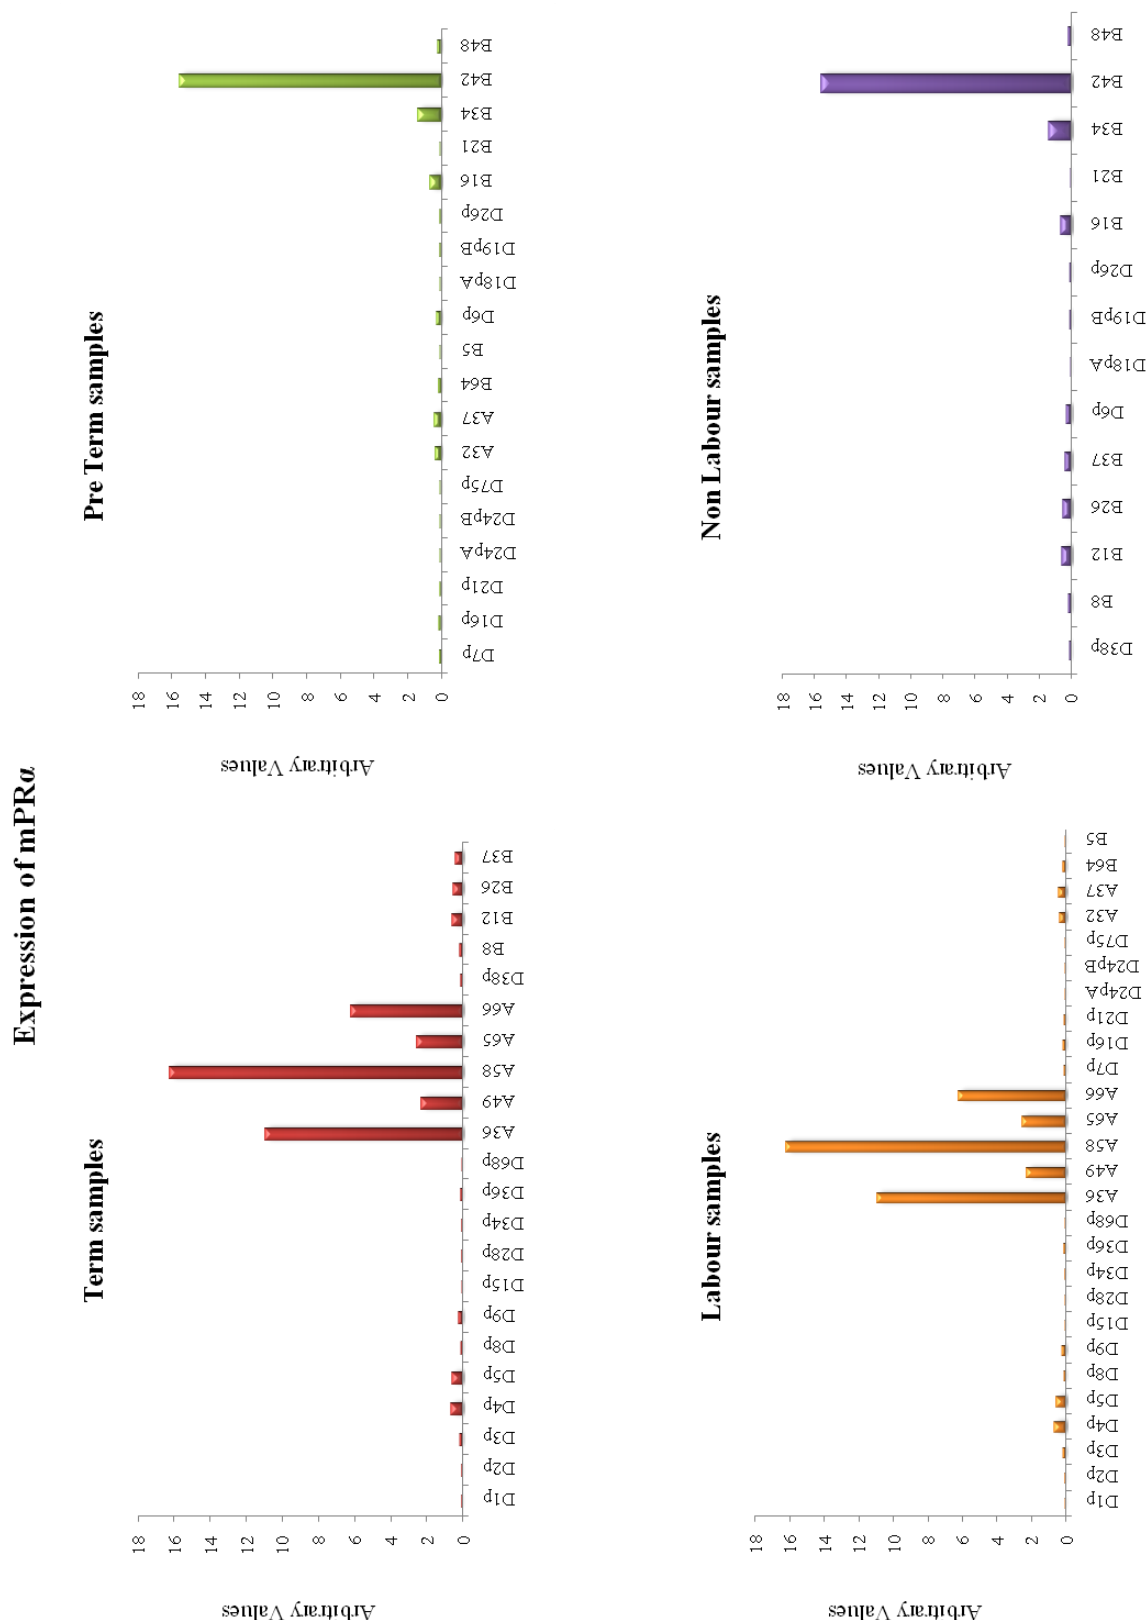 Expression of mPRα
Term samples
Arbitrary Values
18
16
14
12
10
8
6
4
2
0
D1p
D2p
D3p
D4p
D5p
D8p
D9p
D15p
D28p
D34p
D36p
D68p
A36
A49
A58
A65
A66
D38p
B8
B12
B26
B37
Pre Term samples
Arbitrary Values
18
16
14
12
10
8
6
4
2
0
D7p
D16p
D21p
D24pA
D24pB
D75p
A32
A37
B64
B5
D6p
D18pA
D19pB
D26p
B16
B21
B34
B42
B48
Labour samples
Arbitrary Values
18
16
14
12
10
8
6
4
2
0
D1p
D2p
D3p
D4p
D5p
D8p
D9p
D15p
D28p
D34p
D36p
D68p
A36
A49
A58
A65
A66
D7p
D16p
D21p
D24pA
D24pB
D75p
A32
A37
B64
B5
Non Labour samples
Arbitrary Values
18
16
14
12
10
8
6
4
2
0
D38p
B8
B12
B26
B37
D6p
D18pA
D19pB
D26p
B16
B21
B34
B42
B48